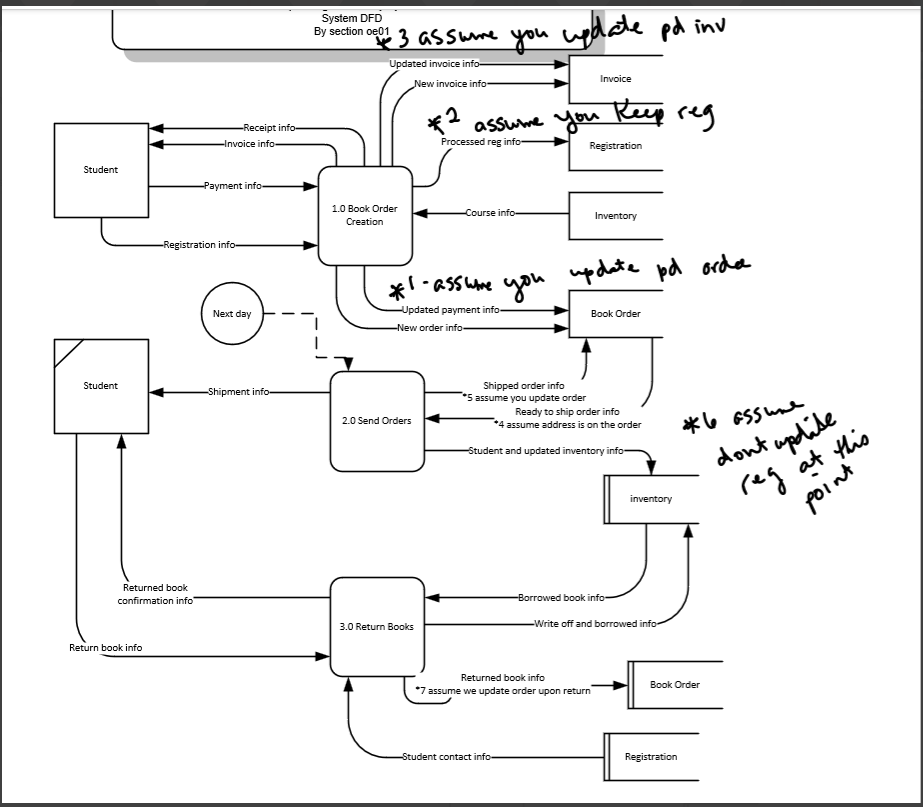 System DFD
By section oe01
*3 assume you update pd inv
Updated invoice info
Invoice
New invoice info
*2 assume you Keep reg
Receipt info
Invoice info
Processed reg info
Registration
Student
Payment info
1.0 Book Order
Creation
Course info
Inventory
Registration info
*1 - assume you update pd order
Updated payment info
Book Order
New order info
Next day
Student
Shipment info
2.0 Send Orders
Shipped order info
*5 assume you update order
Ready to ship order info
*4 assume address is on the order
*6 assume
dont update
reg at this
point
Student and updated inventory info
inventory
Returned book
confirmation info
Borrowed book info
3.0 Return Books
Write off and borrowed info
Return book info
Returned book info
*7 assume we update order upon return
Book Order
Student contact info
Registration